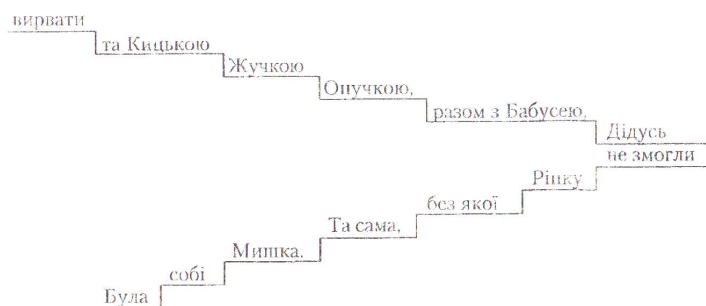 вирвати
та Кицькою
Жучкою
Онучкою,
разом з Бабусею,
Дідусь
не змогли
Ріпку
без якої
Та сама,
Мишка.
собі
Була